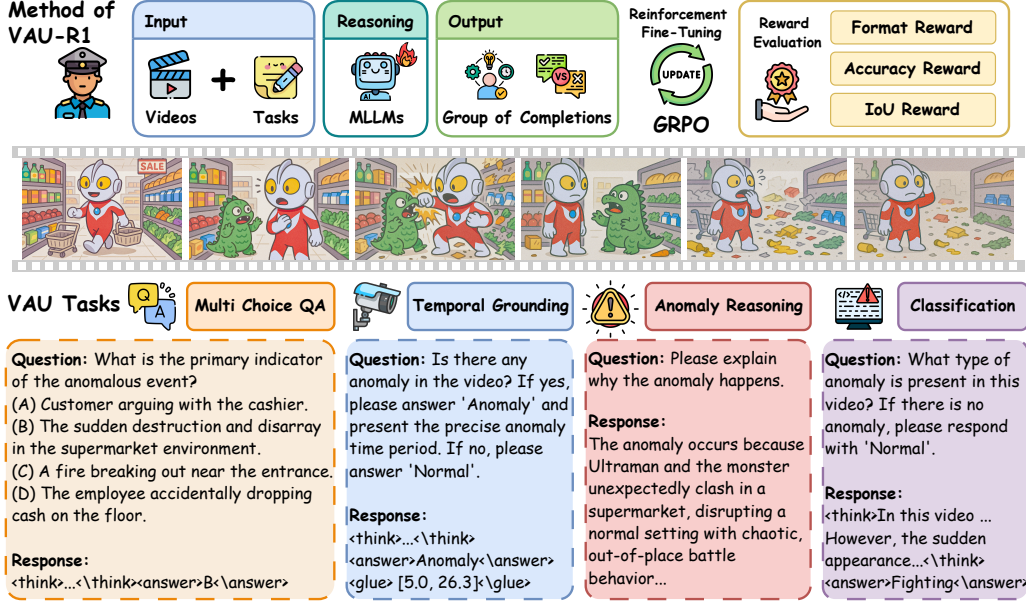 Method of
VAU-R1
Input
Videos
Tasks
Reasoning
AI
MLLMs
Output
VS
Group of Completions
Reinforcement
Fine-Tuning
UPDATE
GRPO
Reward
Evaluation
Format Reward
Accuracy Reward
IoU Reward
SALE
VAU Tasks
Q
A
Multi Choice QA
Temporal Grounding
Anomaly Reasoning
</>
Classification
Question: What is the primary indicator
of the anomalous event?
(A) Customer arguing with the cashier.
(B) The sudden destruction and disarray
in the supermarket environment.
(C) A fire breaking out near the entrance.
(D) The employee accidentally dropping
cash on the floor.
Response:
<think>...<\think><answer>B<\answer>
Question: Is there any
anomaly in the video? If yes,
please answer 'Anomaly' and
present the precise anomaly
time period. If no, please
answer 'Normal'.
Response:
<think>...<\think>
<answer>Anomaly<\answer>
<glue> [5.0, 26.3]<\glue>
Question: Please explain
why the anomaly happens.
Response:
The anomaly occurs because
Ultraman and the monster
unexpectedly clash in a
supermarket, disrupting a
normal setting with chaotic,
out-of-place battle
behavior...
Question: What type of
anomaly is present in this
video? If there is no
anomaly, please respond
with 'Normal'.
Response:
<think>In this video ...
However, the sudden
appearance...<\think>
<answer>Fighting<\answer>